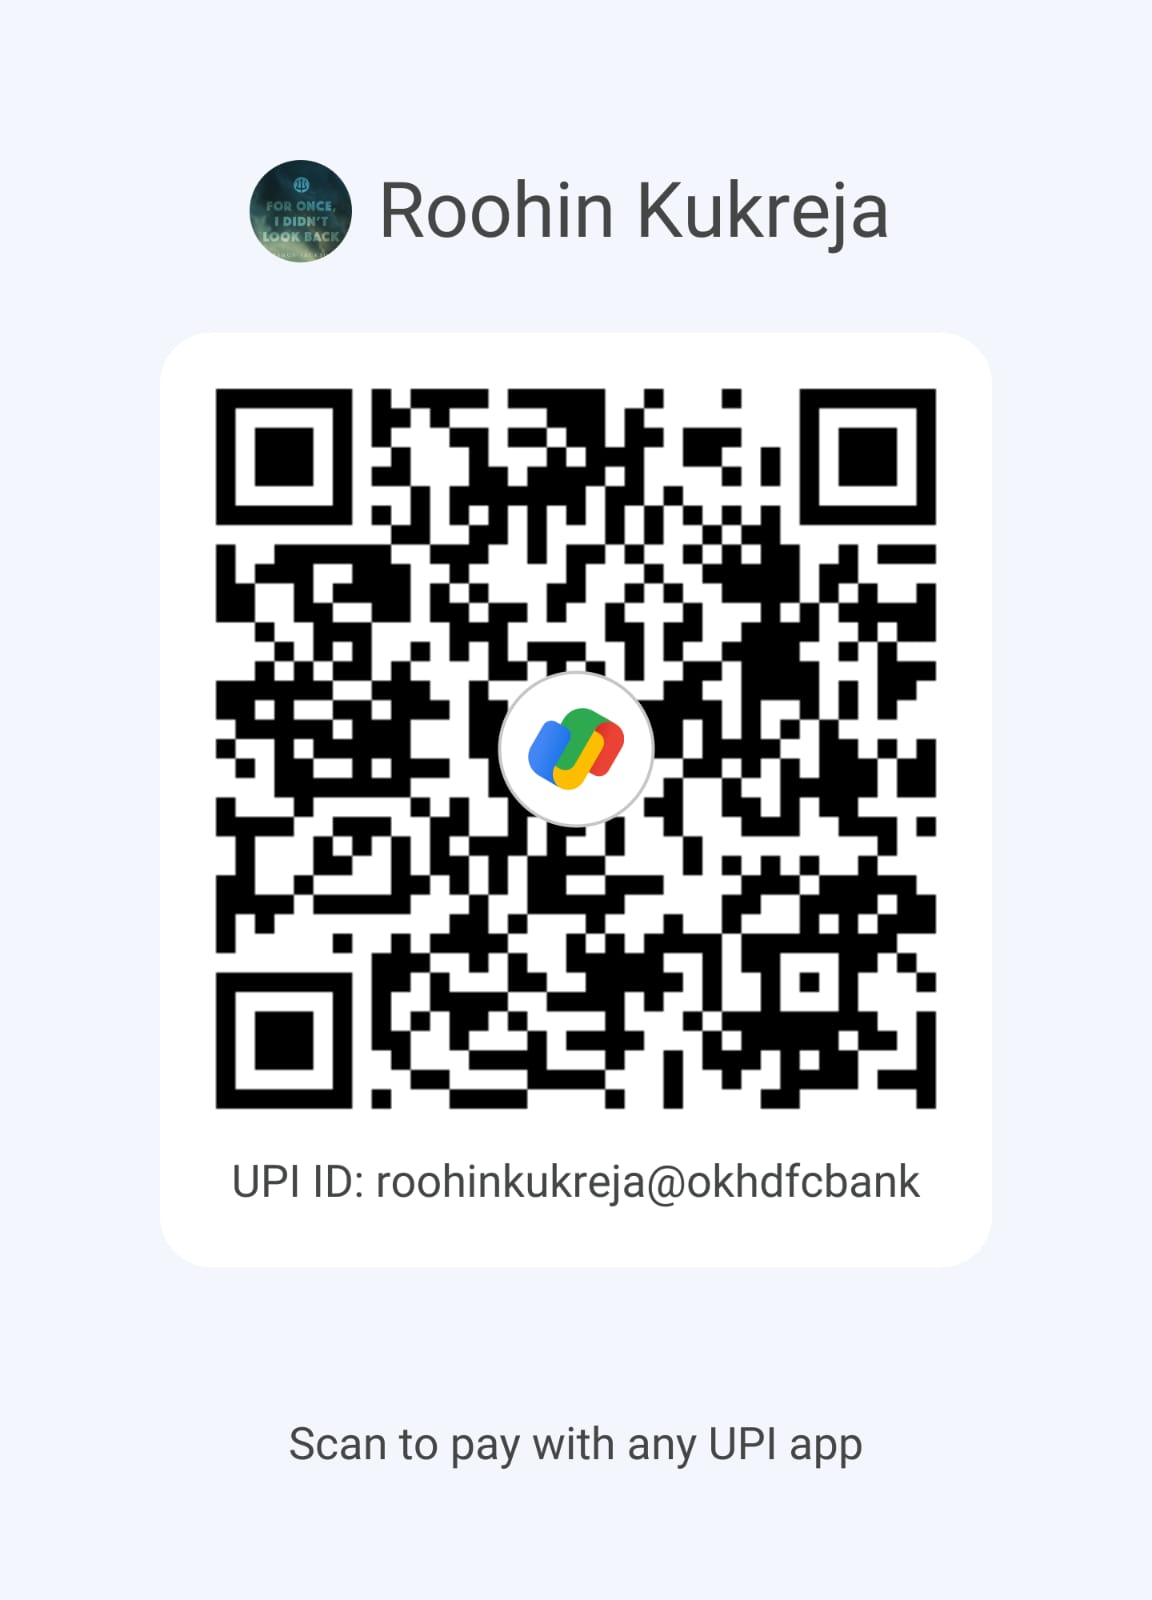 FOR ONCE,
I DIDN'T
LOOK BACK
Roohin Kukreja
UPI ID: roohinkukreja@okhdfcbank
Scan to pay with any UPI app